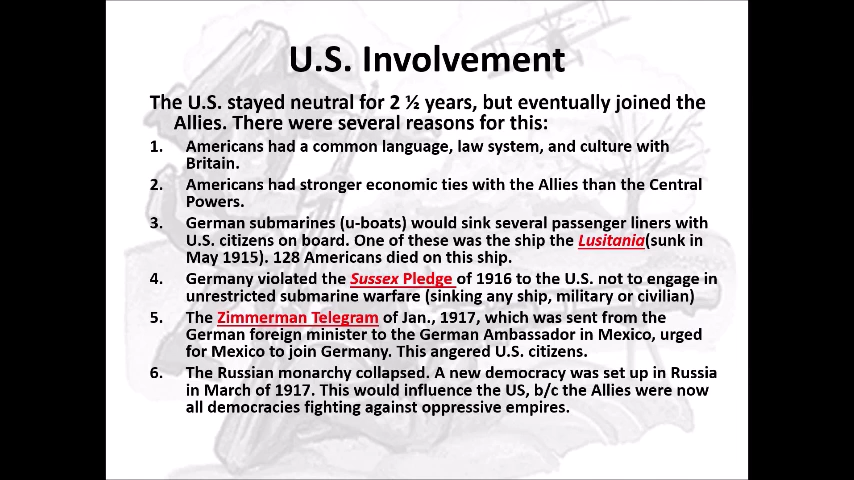 U.S. Involvement
The U.S. stayed neutral for 2 ½ years, but eventually joined the
Allies. There were several reasons for this:
1. Americans had a common language, law system, and culture with
Britain.
2. Americans had stronger economic ties with the Allies than the Central
Powers.
3. German submarines (u-boats) would sink several passenger liners with
U.S. citizens on board. One of these was the ship the Lusitania(sunk in
May 1915). 128 Americans died on this ship.
4. Germany violated the Sussex Pledge of 1916 to the U.S. not to engage in
unrestricted submarine warfare (sinking any ship, military or civilian)
5. The Zimmerman Telegram of Jan., 1917, which was sent from the
German foreign minister to the German Ambassador in Mexico, urged
for Mexico to join Germany. This angered U.S. citizens.
6. The Russian monarchy collapsed. A new democracy was set up in Russia
in March of 1917. This would influence the US, b/c the Allies were now
all democracies fighting against oppressive empires.